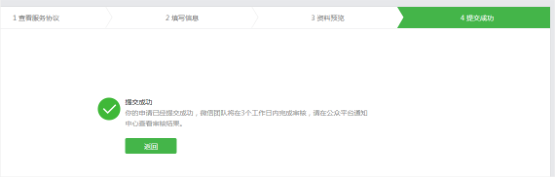 1 查看服务协议
2 填写信息
3 资料预览
4 提交成功
提交成功
你的申请已经提交成功，微信团队将在3个工作日内完成审核，请在公众平台通知
中心查看审核结果。
返回